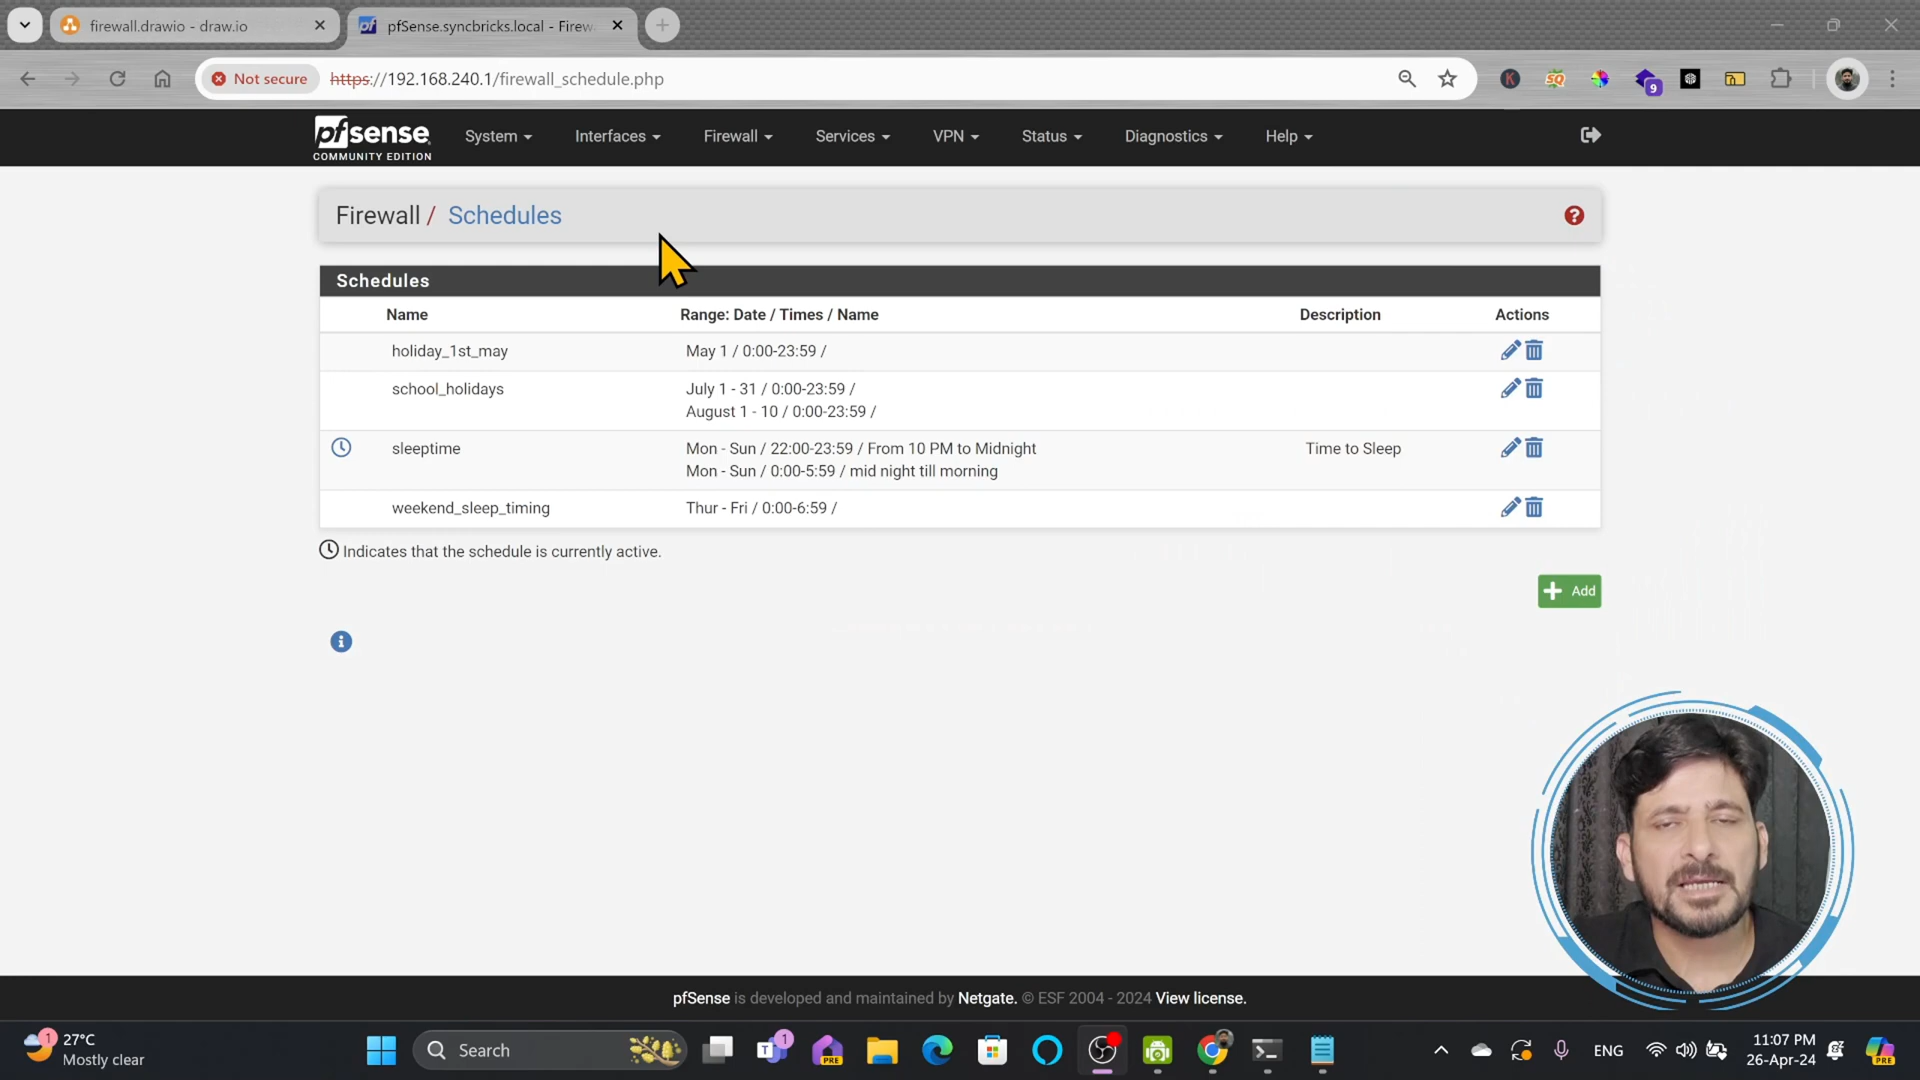 firewall.drawio - draw.io
pfSense.syncbricks.local - Firew
Not secure
https://192.168.240.1/firewall_schedule.php
9
pfsense
COMMUNITY EDITION
System
Interfaces
Firewall
Services
VPN
Status
Diagnostics
Help
Firewall / Schedules
Schedules
Name
Range: Date / Times / Name
Description
Actions
holiday_1st_may
May 1 / 0:00-23:59 /
school_holidays
July 1 - 31 / 0:00-23:59 /
August 1 - 10 / 0:00-23:59 /
sleeptime
Mon - Sun / 22:00-23:59 / From 10 PM to Midnight
Time to Sleep
Mon - Sun / 0:00-5:59 / mid night till morning
weekend_sleep_timing
Thur - Fri / 0:00-6:59 /
Indicates that the schedule is currently active.
Add
pfSense is developed and maintained by Netgate. © ESF 2004 - 2024 View license.
1
27°C
Mostly clear
Search
1
PRE
ENG
11:07 PM
26-Apr-24
PRE